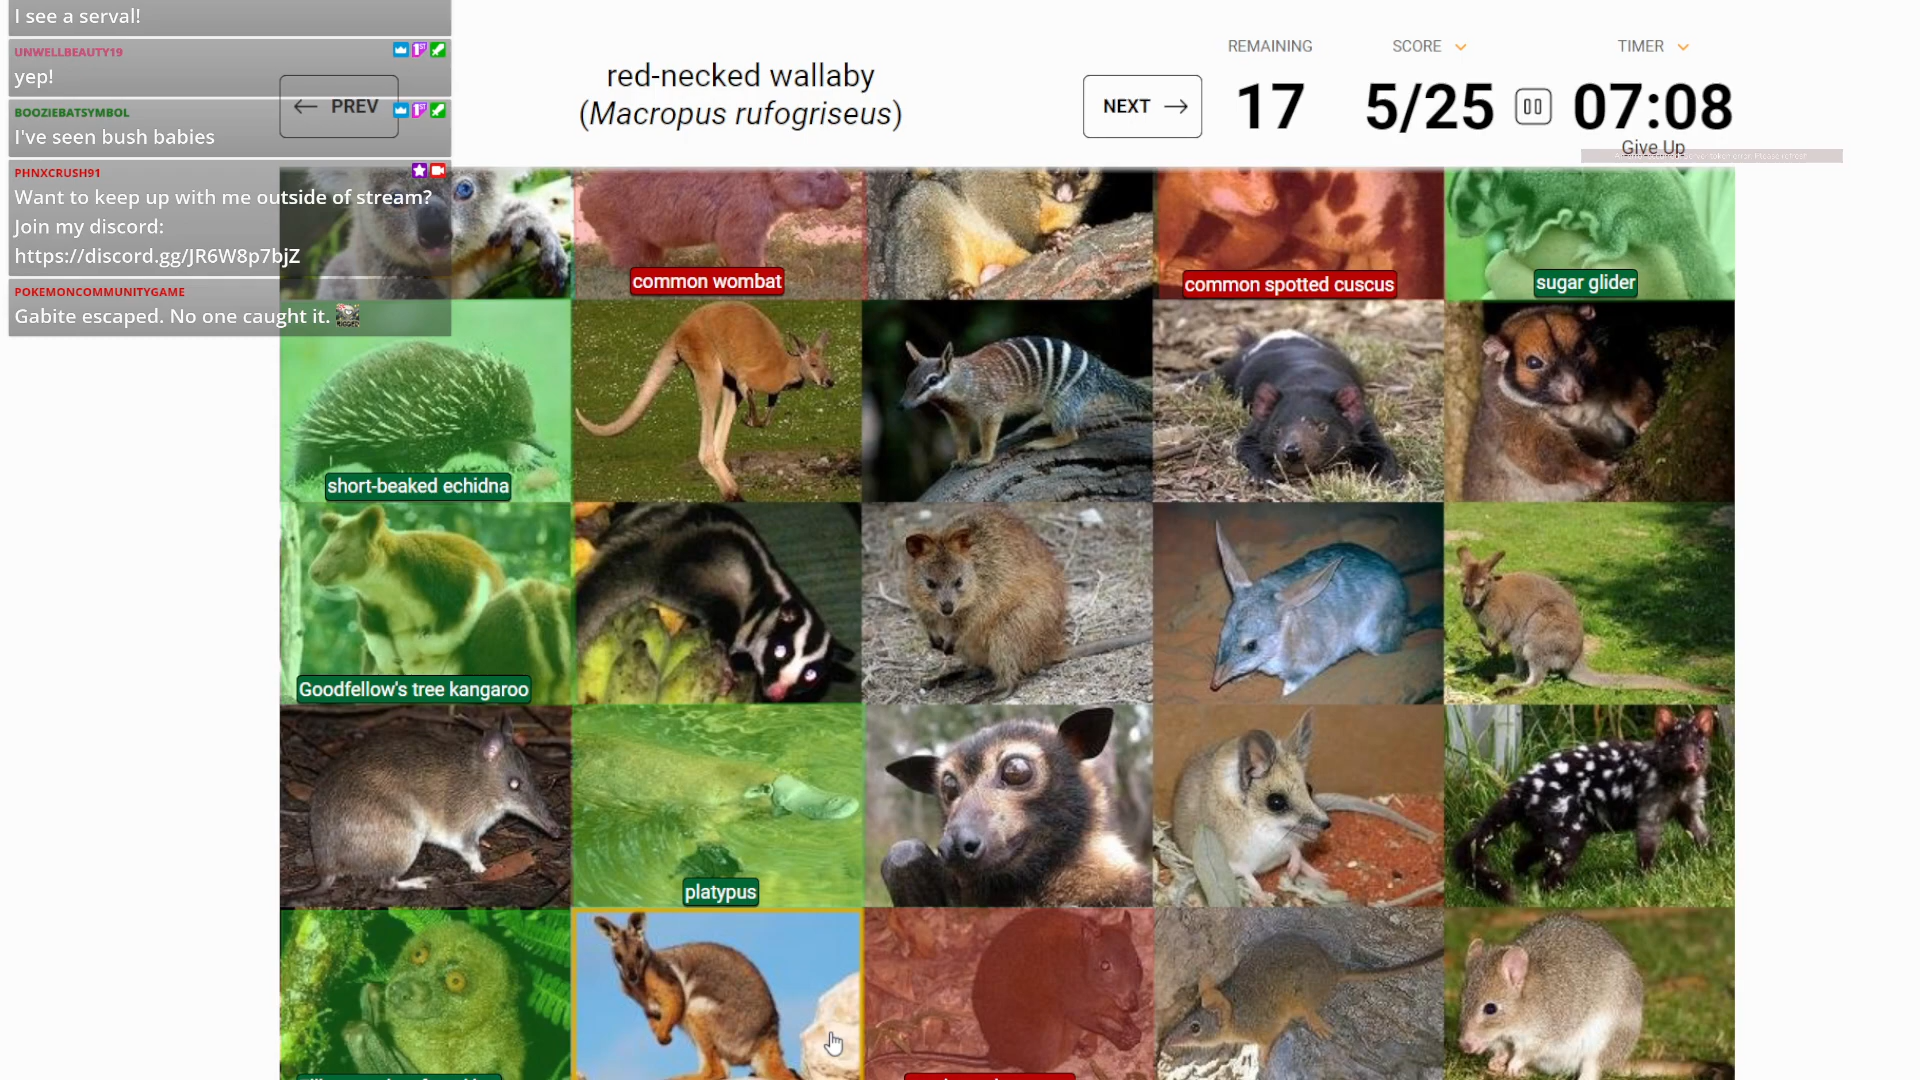 I see a serval!
UNWELLBEAUTY19
yep!
BOOZIEBATSYMBOL
I've seen bush babies
PHNXCRUSH91
Want to keep up with me outside of stream?
Join my discord:
https://discord.gg/JR6W8p7bjZ
POKEMONCOMMUNITYGAME
Gabite escaped. No one caught it.
PREV
red-necked wallaby
(Macropus rufogriseus)
NEXT
REMAINING
17
SCORE
5/25
TIMER
07:08
Give Up
common wombat
common spotted cuscus
sugar glider
short-beaked echidna
Goodfellow's tree kangaroo
platypus